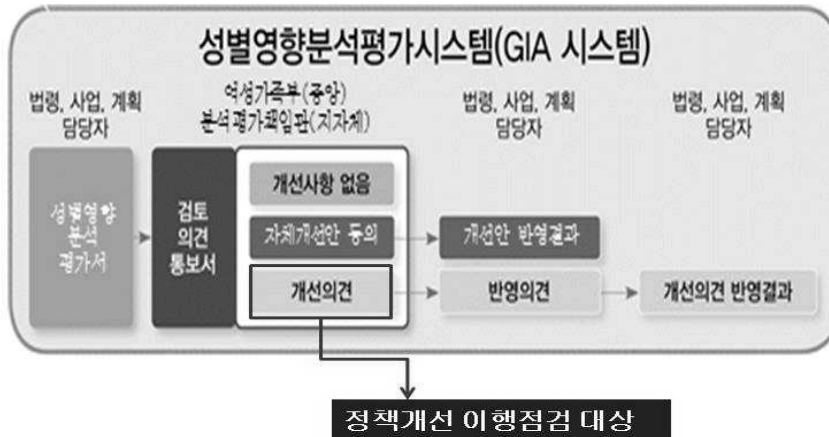 성별영향분석평가시스템(GIA 시스템)
법령, 사업, 계획
담당자
여성가족부(중앙)
분석평가책임관(지자체)
법령, 사업, 계획
담당자
법령, 사업, 계획
담당자
성별영향
분석
평가서
검토
의견
통보서
개선사항 없음
자체개선안 동의
개선안 반영결과
개선의견
반영의견
개선의견 반영결과
정책개선 이행점검 대상